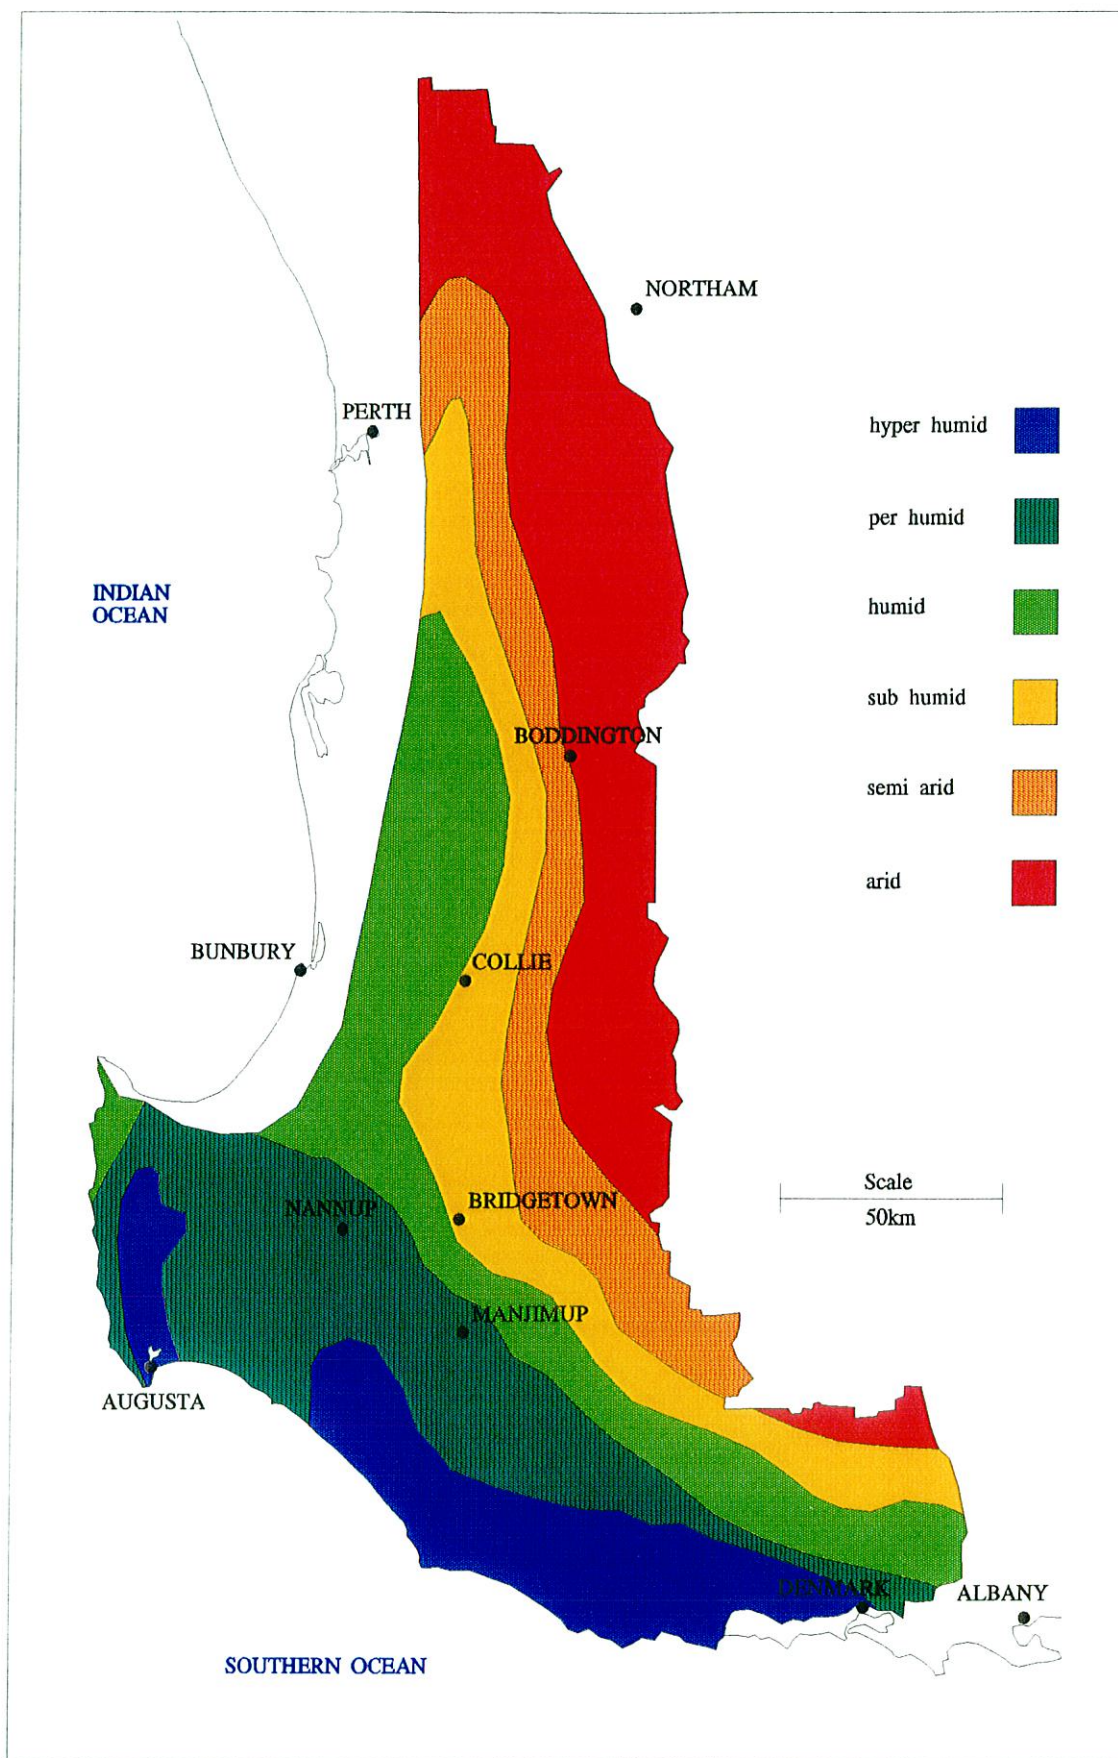 NORTHAM
PERTH
hyper humid
per humid
INDIAN
OCEAN
humid
sub humid
BODDINGTON
semi arid
arid
BUNBURY
COLLIE
Scale
50km
NANNUP
BRIDGETOWN
MANJIMUP
AUGUSTA
DENMARK
ALBANY
SOUTHERN OCEAN